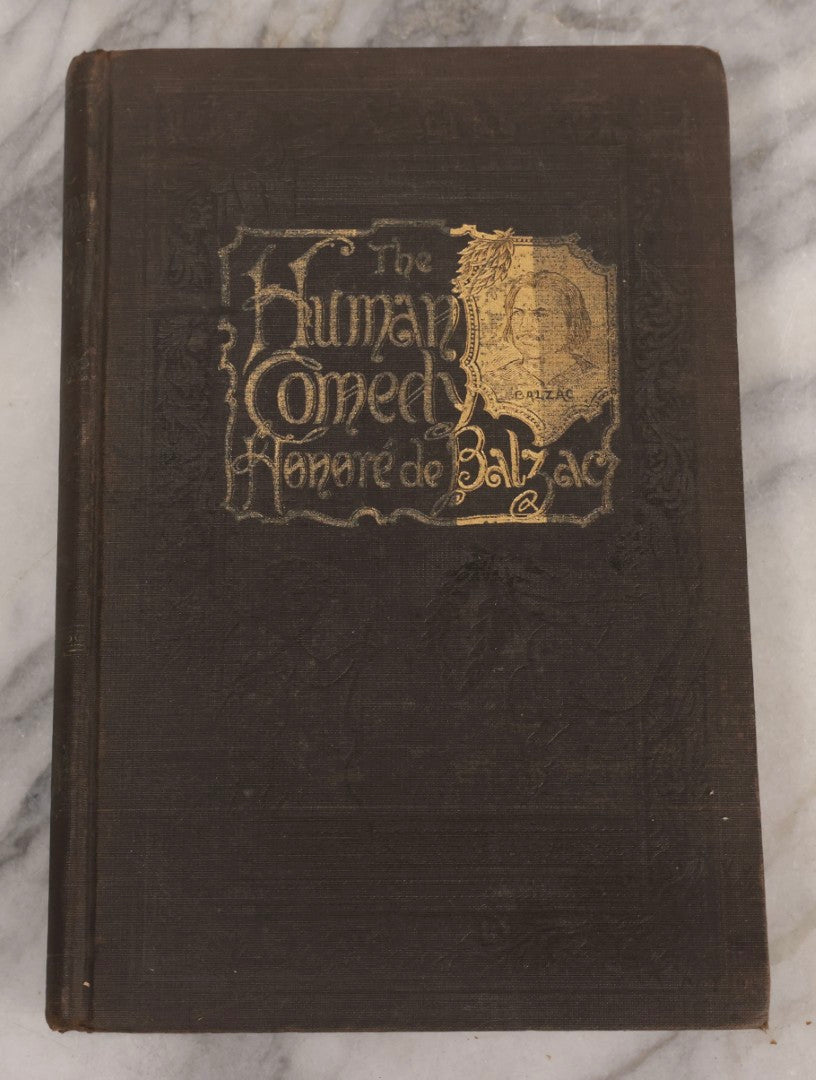 The
Human
Comedy
Honoré de Balzac
BALZAC